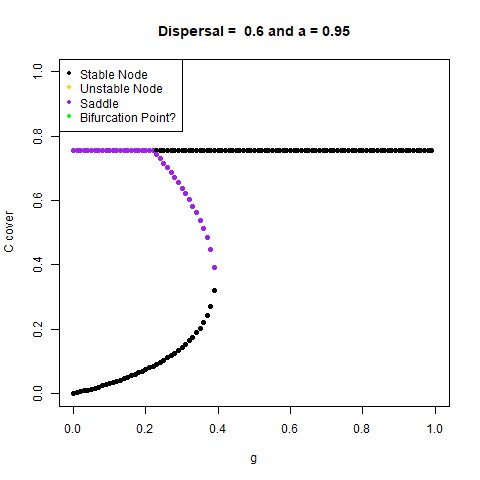 Dispersal =  0.6 and a = 0.95
Stable Node
Unstable Node
Saddle
Bifurcation Point?
C cover
1.0
0.8
0.6
0.4
0.2
0.0
0.0 0.2 0.4 0.6 0.8 1.0
g